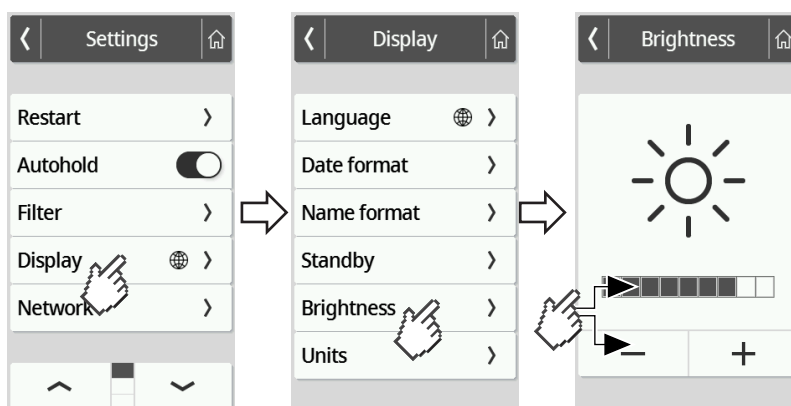 Settings
Restart
Autohold
Filter
Display
Network
Display
Language
Date format
Name format
Standby
Brightness
Units
Brightness